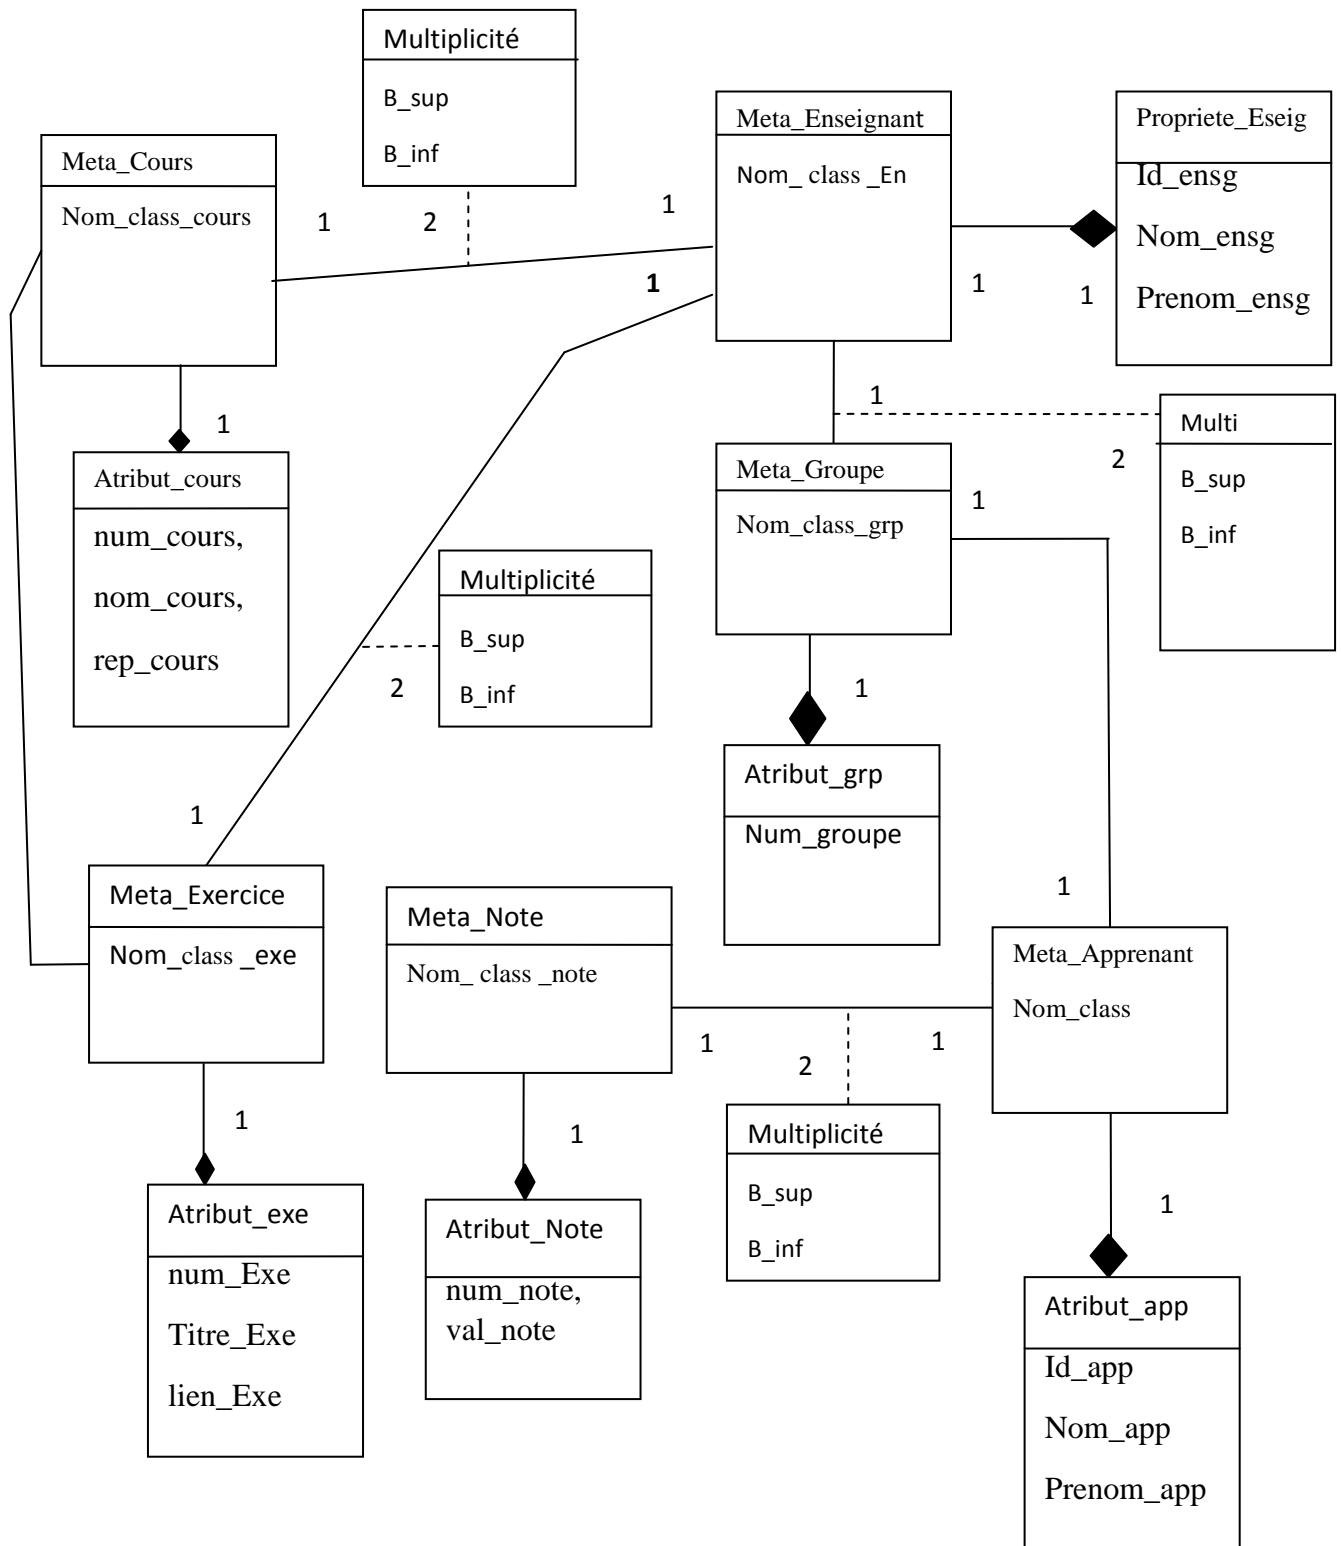 Multiplicité
B_sup
B_inf
Meta_Enseignant
Nom_ class _En
Propriete_Eseig
Id_ensg
Nom_ensg
Prenom_ensg
Meta_Cours
Nom_class_cours
1
2
1
1
1
1
1
1
Multi
B_sup
B_inf
2
Atribut_cours
num_cours,
nom_cours,
rep_cours
Meta_Groupe
Nom_class_grp
1
Multiplicité
B_sup
B_inf
2
1
Atribut_grp
Num_groupe
1
Meta_Exercice
Nom_class _exe
Meta_Note
Nom_ class _note
1
Meta_Apprenant
Nom_class
1
2
1
Multiplicité
B_sup
B_inf
1
1
1
Atribut_exe
num_Exe
Titre_Exe
lien_Exe
Atribut_Note
num_note,
val_note
Atribut_app
Id_app
Nom_app
Prenom_app